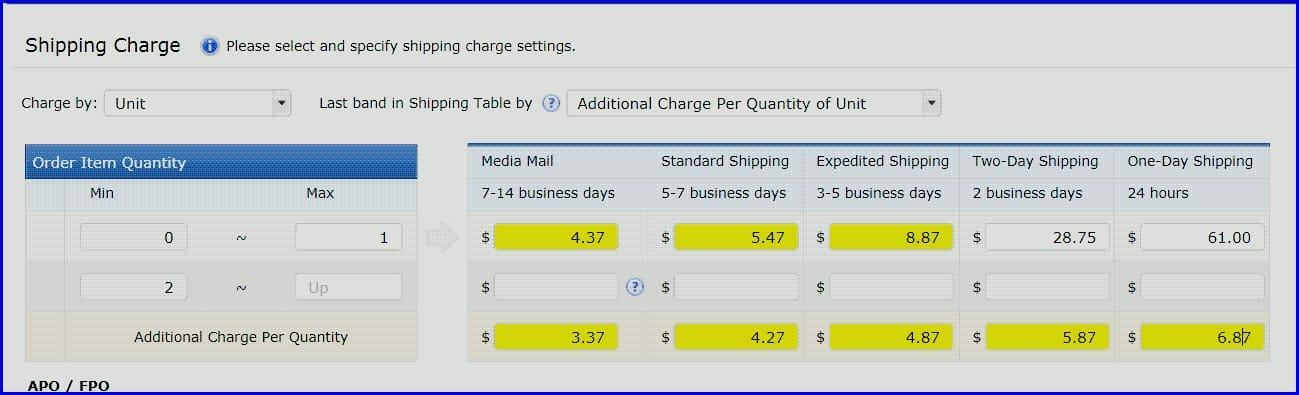 Shipping Charge i Please select and specify shipping charge settings.
Charge by: Unit Last band in Shipping Table by ? Additional Charge Per Quantity of Unit
Order Item Quantity Media Mail Standard Shipping Expedited Shipping Two-Day Shipping One-Day Shipping
Min Max 7-14 business days 5-7 business days 3-5 business days 2 business days 24 hours
0 ~ 1 $ 4.37 $ 5.47 $ 8.87 $ 28.75 $ 61.00
2 ~ Up $ ? $ $ $ $
Additional Charge Per Quantity $ 3.37 $ 4.27 $ 4.87 $ 5.87 $ 6.87
APO / FPO